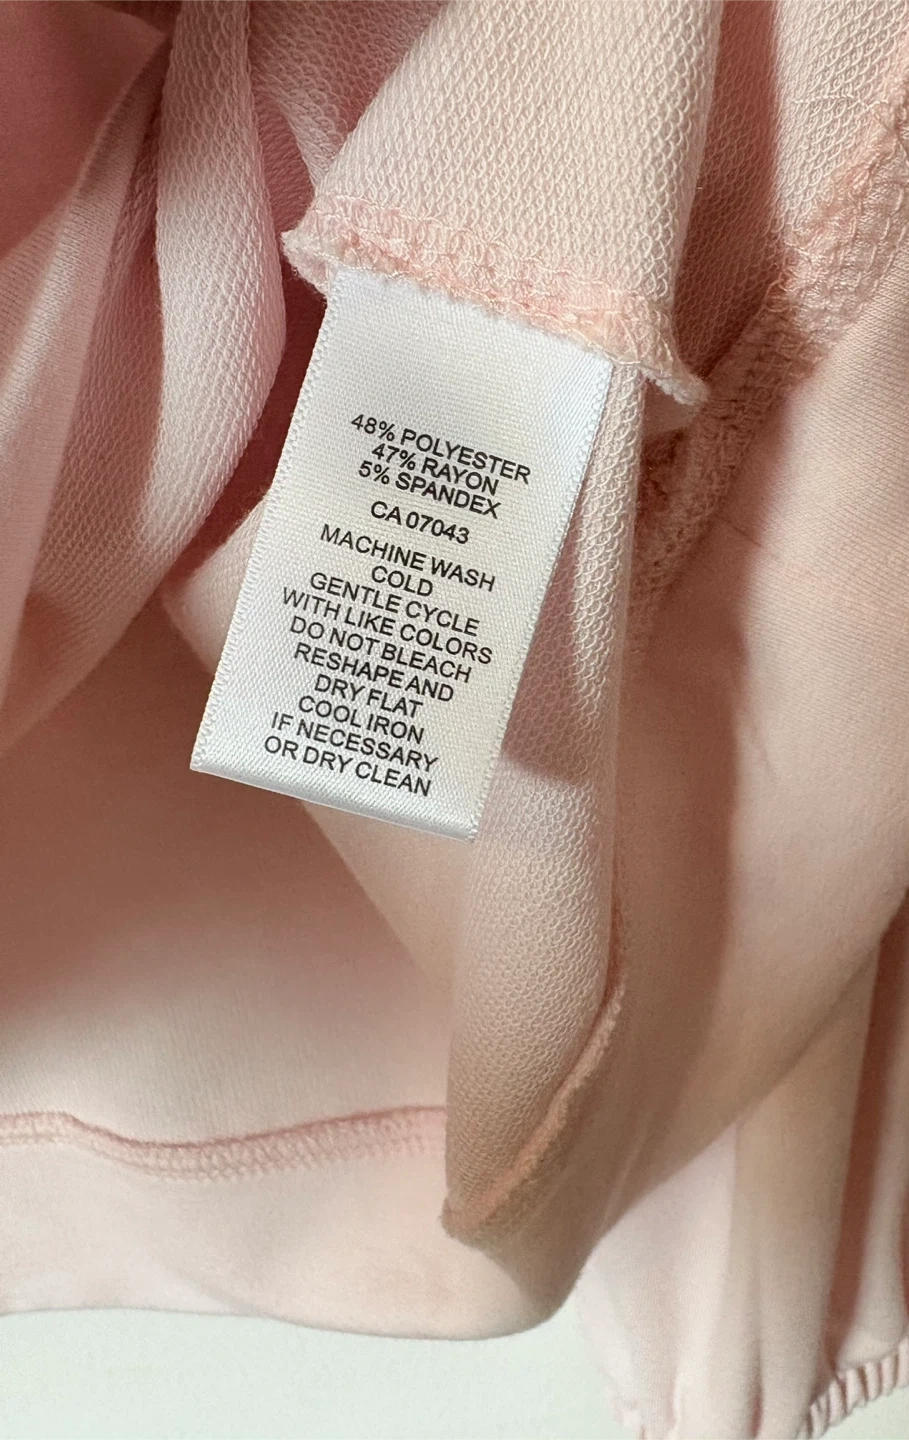 48% POLYESTER
47% RAYON
5% SPANDEX
CA 07043
MACHINE WASH
COLD
GENTLE CYCLE
WITH LIKE COLORS
DO NOT BLEACH
RESHAPE AND
DRY FLAT
COOL IRON
IF NECESSARY
OR DRY CLEAN